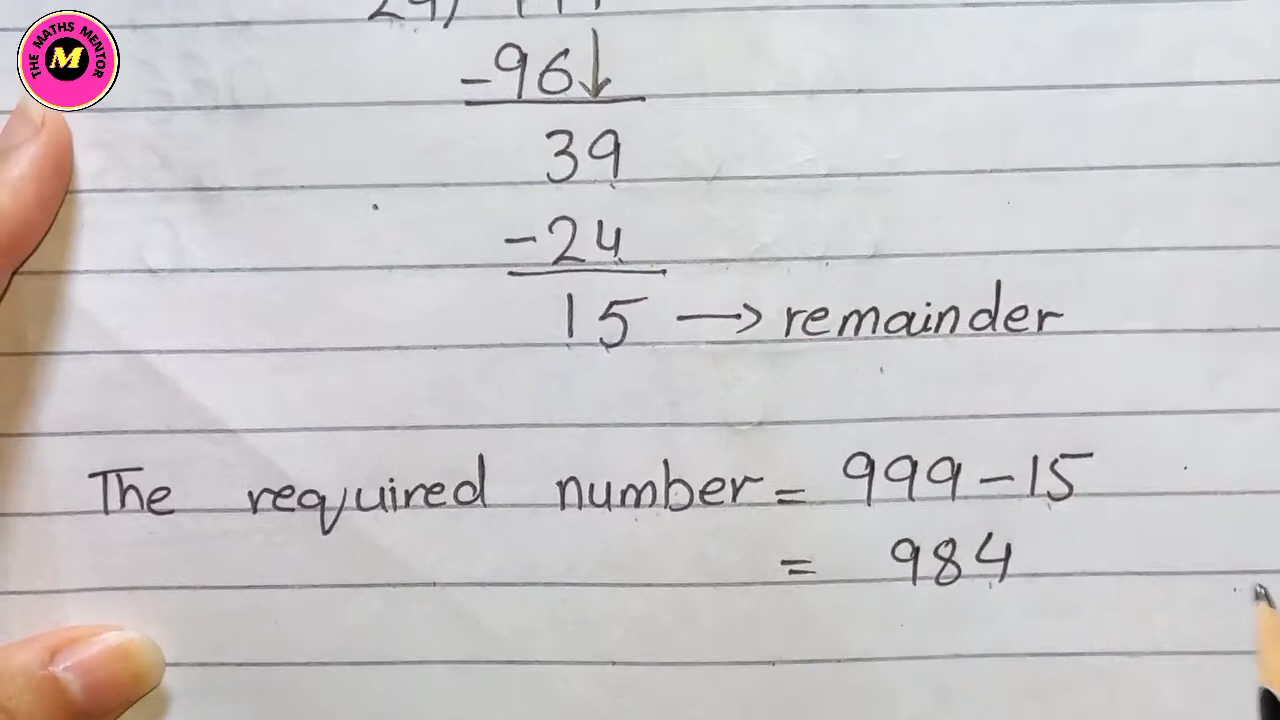 THE MATHS MENTOR
M
-96↓
39
-24
15 → remainder
The required number = 999-15
= 984